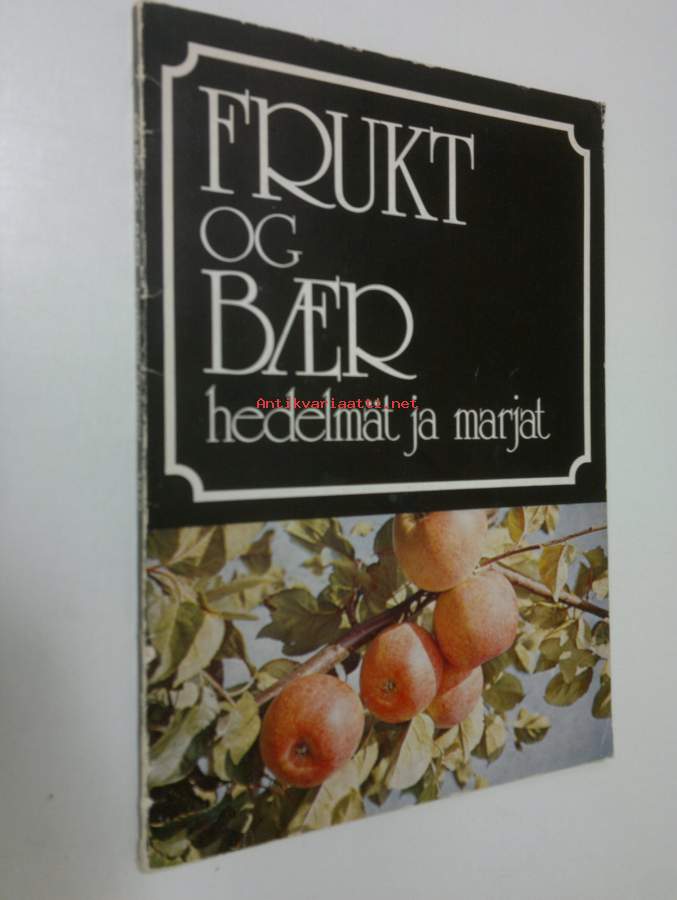 FRUKT
OG
BÆR
Antikvariaatti.net
hedelmät ja marjat